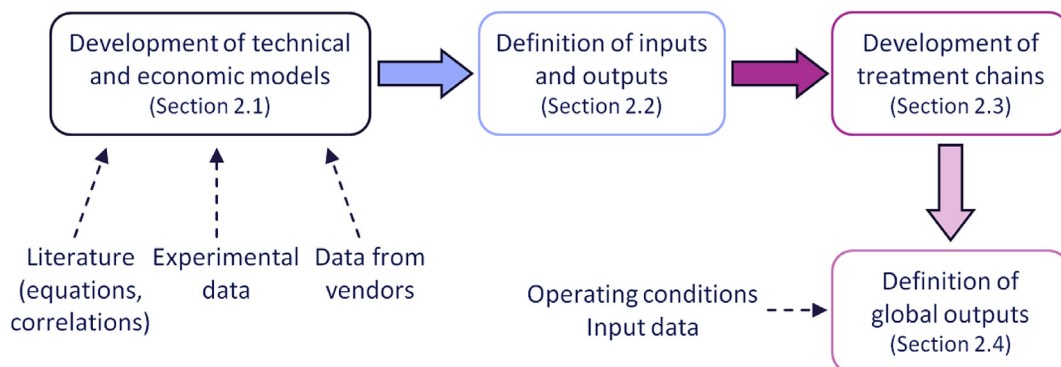 Development of technical
and economic models
(Section 2.1)
Definition of inputs
and outputs
(Section 2.2)
Development of
treatment chains
(Section 2.3)
Literature
(equations,
correlations)
Experimental
data
Data from
vendors
Operating conditions
Input data
Definition of
global outputs
(Section 2.4)